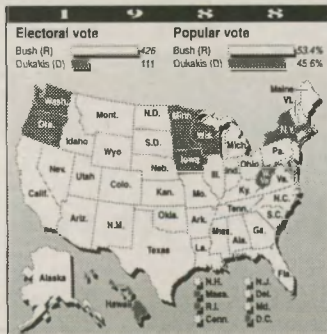 1 9 8 8
Electoral vote
Bush (R) 426
Dukakis (D) 111
Popular vote
Bush (R) 53.4%
Dukakis (D) 45.6%
Wash.
Ore.
Calif.
Nev.
Idaho
Mont.
Wyo
Utah
Ariz.
Colo.
N.M.
N.D.
S.D.
Neb.
Kan.
Okla.
Texas
Minn
Iowa
Mo.
Ark.
La.
Wis.
Ill.
Mich.
Ind.
Ohio
Ky.
Tenn.
Miss.
Ala.
Ga.
Fla
S.C.
N.C.
Va.
Pa.
N.Y.
Vt.
Maine
Alaska
Hawaii
N.H. N.J.
Mass. Del.
R.I. Md.
Conn. D.C.